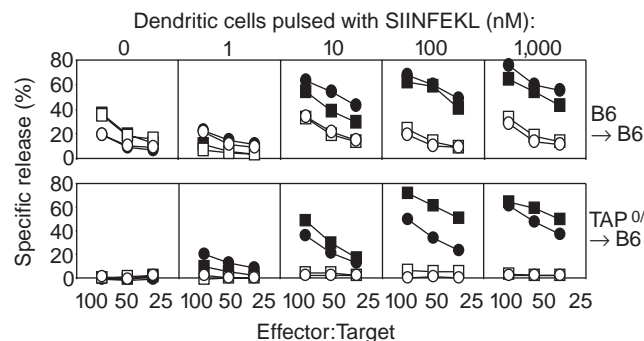 Dendritic cells pulsed with SIINFEKL (nM):
0 1 10 100 1,000
Specific release (%)
80
60
40
20
0
B6
→ B6
80
60
40
20
0
TAP 0/
→ B6
100 50 25 100 50 25 100 50 25 100 50 25 100 50 25
Effector:Target